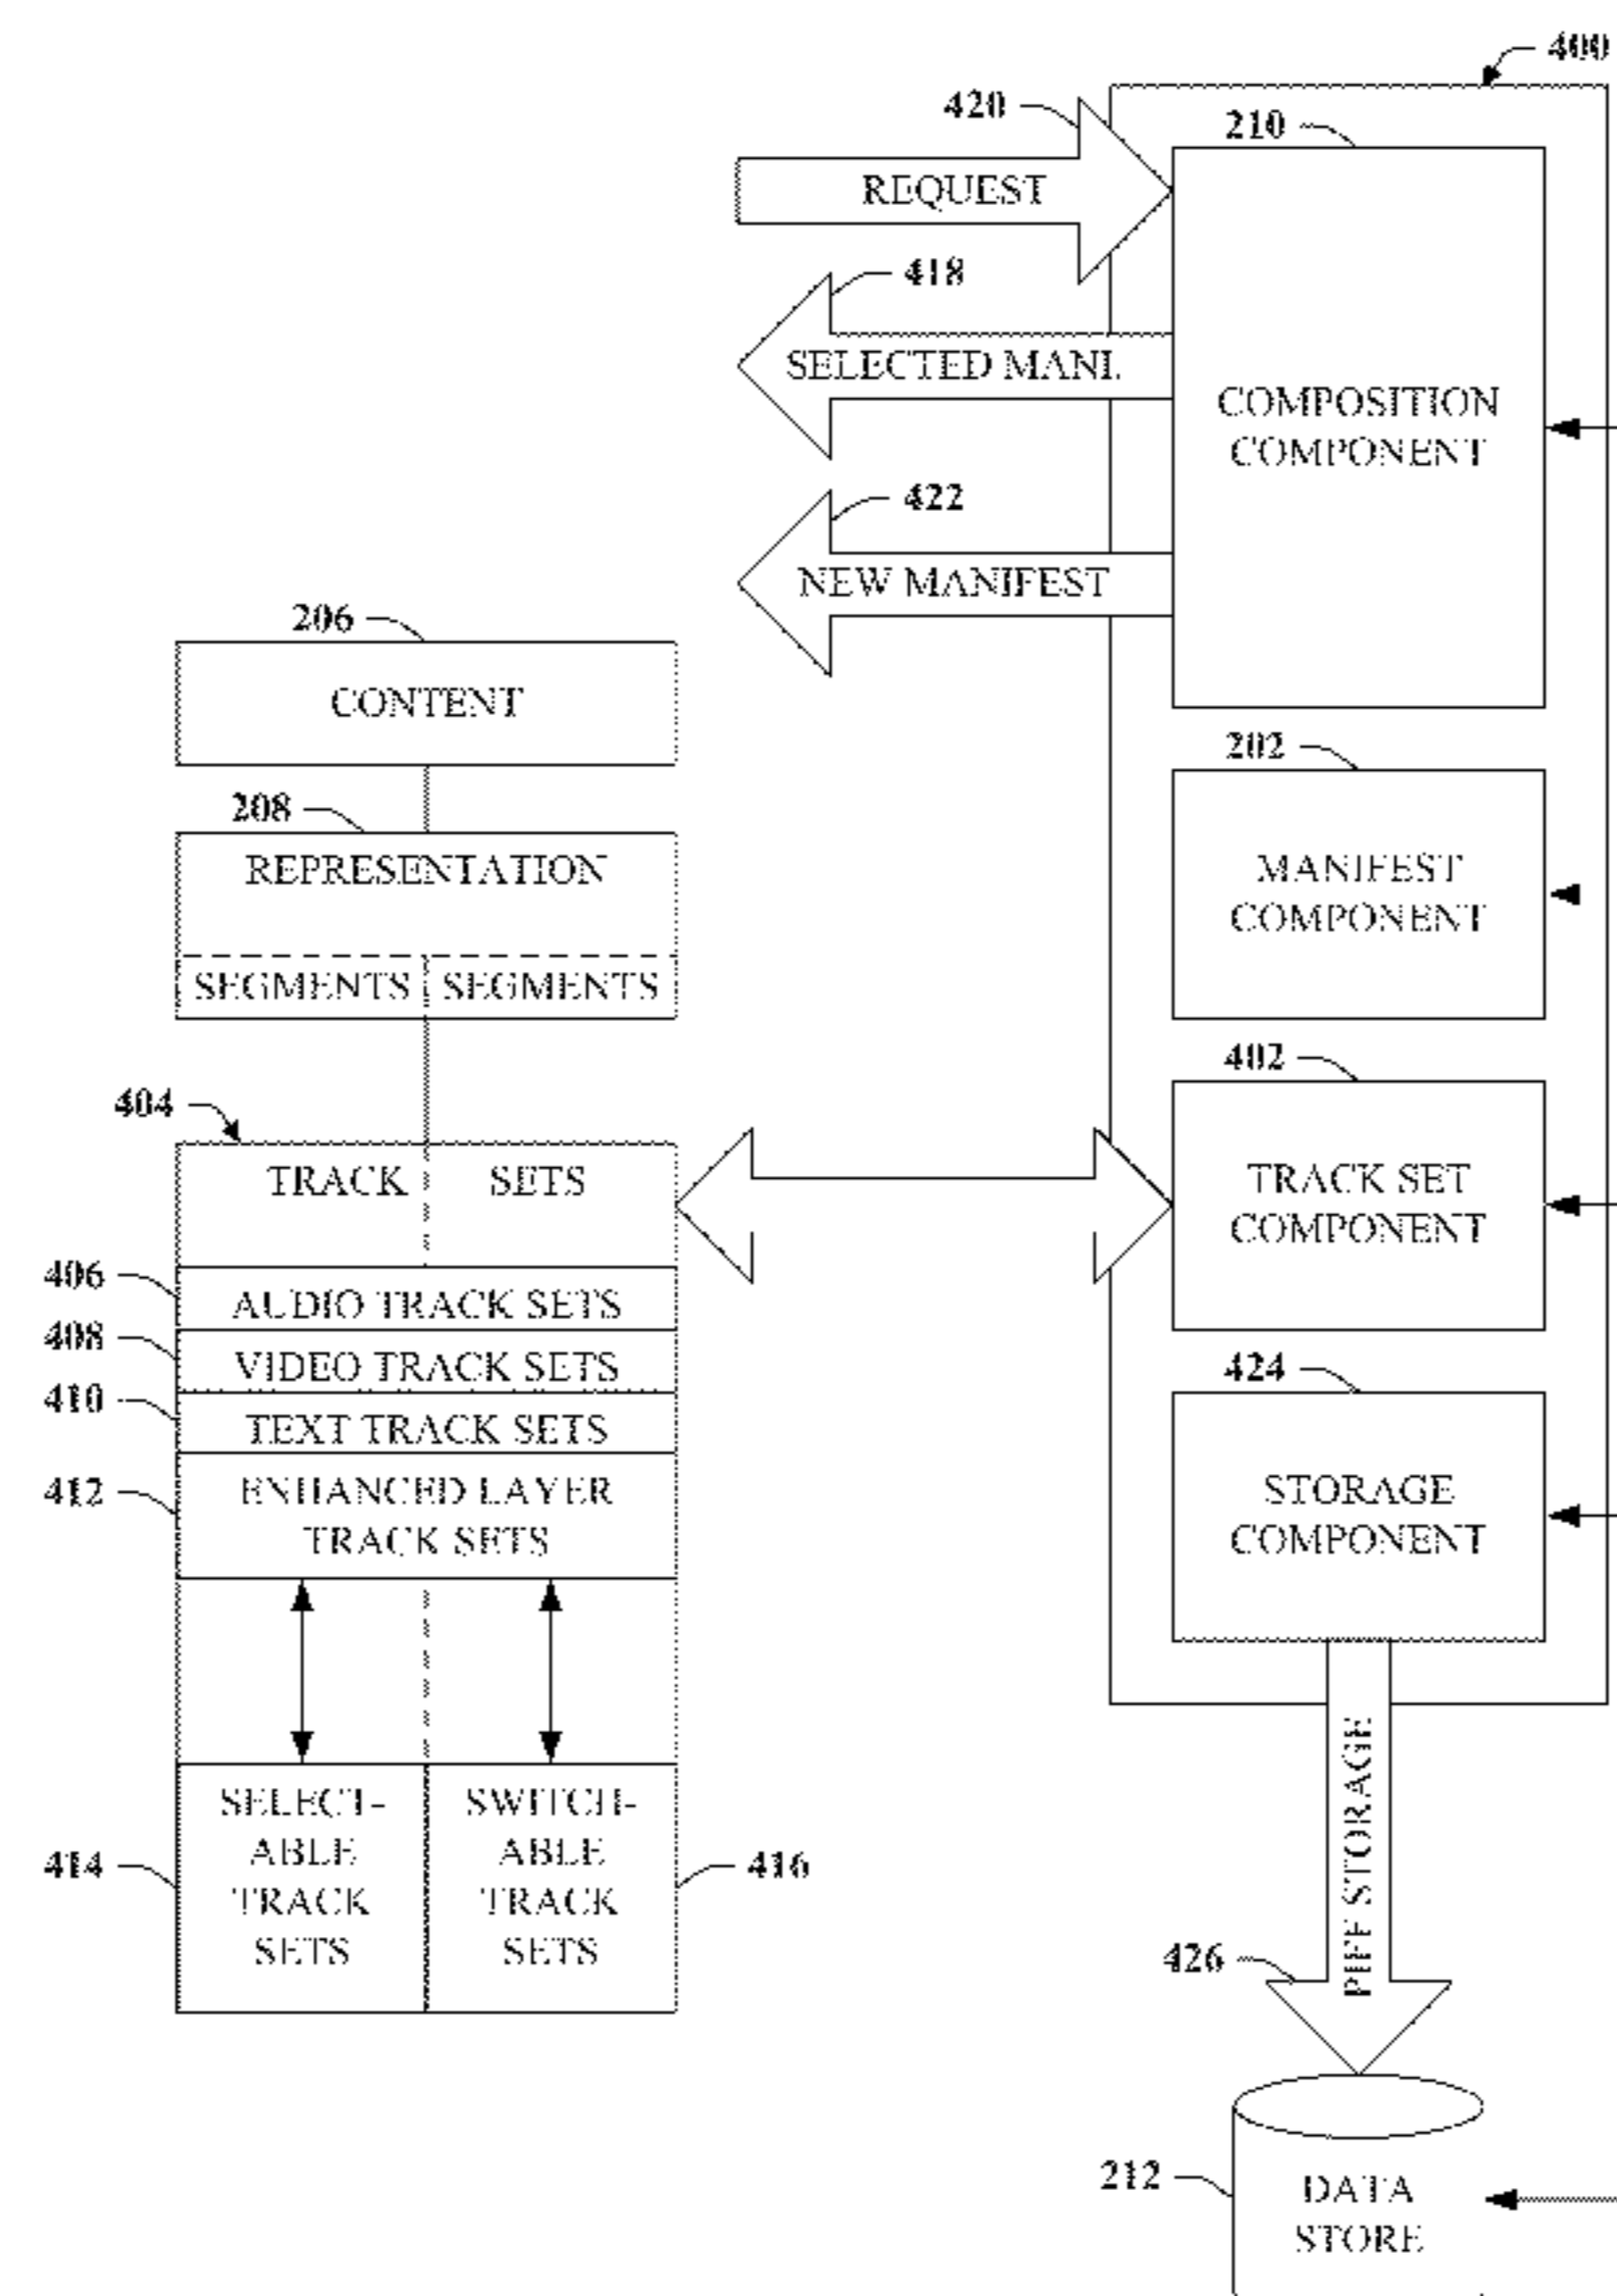 400
420
210
REQUEST
418
SELECTED MANI.
COMPOSITION
COMPONENT
422
NEW MANIFEST
206
CONTENT
202
MANIFEST
COMPONENT
208
REPRESENTATION
SEGMENTS SEGMENTS
402
TRACK SET
COMPONENT
404
TRACK SETS
406
AUDIO TRACK SETS
408
VIDEO TRACK SETS
410
TEXT TRACK SETS
412
ENHANCED LAYER
TRACK SETS
424
STORAGE
COMPONENT
414
SELECT-
ABLE
TRACK
SETS
SWITCH-
ABLE
TRACK
SETS
416
PIFF STORAGE
426
212
DATA
STORE